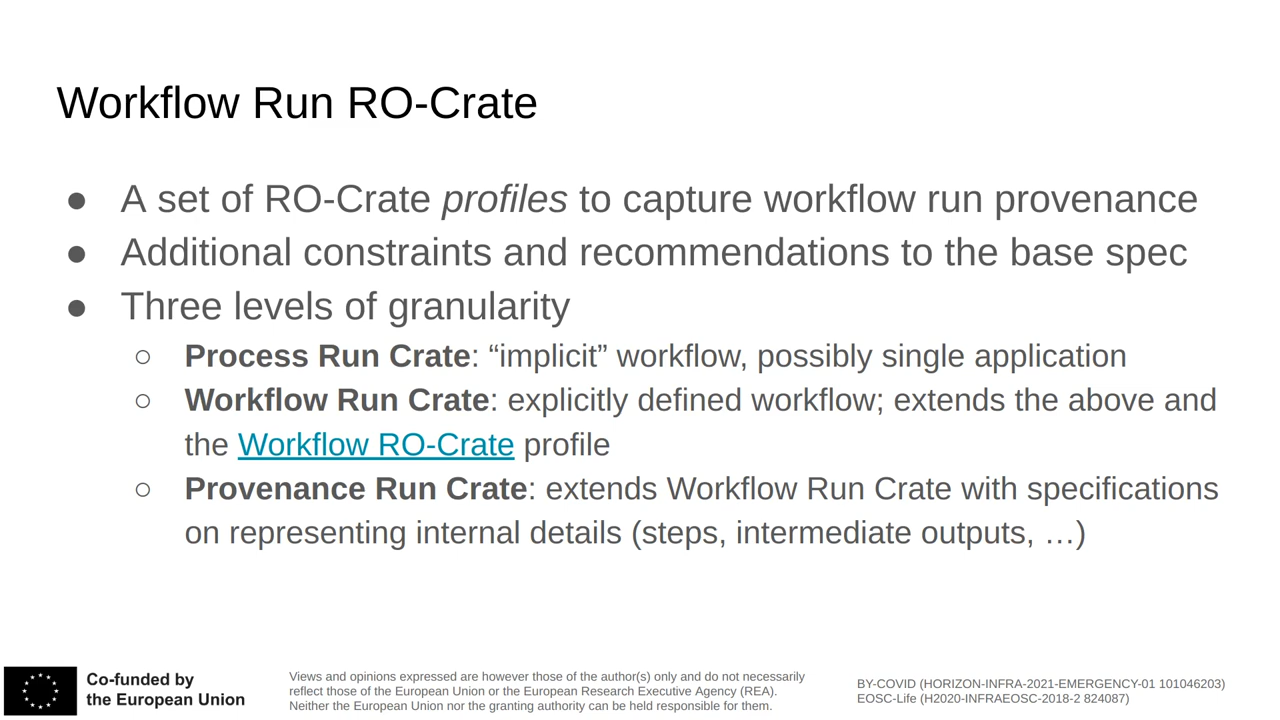 Workflow Run RO-Crate
● A set of RO-Crate profiles to capture workflow run provenance
● Additional constraints and recommendations to the base spec
● Three levels of granularity
○ Process Run Crate: “implicit” workflow, possibly single application
○ Workflow Run Crate: explicitly defined workflow; extends the above and
the Workflow RO-Crate profile
○ Provenance Run Crate: extends Workflow Run Crate with specifications
on representing internal details (steps, intermediate outputs, …)
Co-funded by
the European Union
Views and opinions expressed are however those of the author(s) only and do not necessarily
reflect those of the European Union or the European Research Executive Agency (REA).
Neither the European Union nor the granting authority can be held responsible for them.
BY-COVID (HORIZON-INFRA-2021-EMERGENCY-01 101046203)
EOSC-Life (H2020-INFRAEOSC-2018-2 824087)